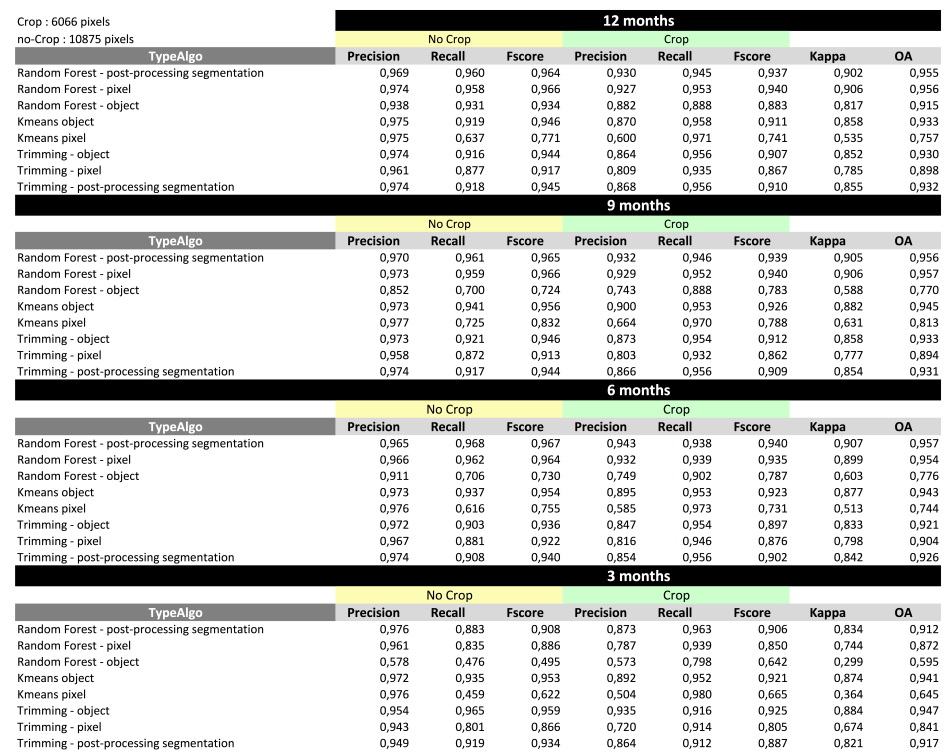 Crop : 6066 pixels 12 months
no-Crop : 10875 pixels No Crop Crop
TypeAlgo Precision Recall Fscore Precision Recall Fscore Kappa OA
Random Forest - post-processing segmentation 0,969 0,960 0,964 0,930 0,945 0,937 0,902 0,955
Random Forest - pixel 0,974 0,958 0,966 0,927 0,953 0,940 0,906 0,956
Random Forest - object 0,938 0,931 0,934 0,882 0,888 0,883 0,817 0,915
Kmeans object 0,975 0,919 0,946 0,870 0,958 0,911 0,858 0,933
Kmeans pixel 0,975 0,637 0,771 0,600 0,971 0,741 0,535 0,757
Trimming - object 0,974 0,916 0,944 0,864 0,956 0,907 0,852 0,930
Trimming - pixel 0,961 0,877 0,917 0,809 0,935 0,867 0,785 0,898
Trimming - post-processing segmentation 0,974 0,918 0,945 0,868 0,956 0,910 0,855 0,932
9 months
No Crop Crop
TypeAlgo Precision Recall Fscore Precision Recall Fscore Kappa OA
Random Forest - post-processing segmentation 0,970 0,961 0,965 0,932 0,946 0,939 0,905 0,956
Random Forest - pixel 0,973 0,959 0,966 0,929 0,952 0,940 0,906 0,957
Random Forest - object 0,852 0,700 0,724 0,743 0,888 0,783 0,588 0,770
Kmeans object 0,973 0,941 0,956 0,900 0,953 0,926 0,882 0,945
Kmeans pixel 0,977 0,725 0,832 0,664 0,970 0,788 0,631 0,813
Trimming - object 0,973 0,921 0,946 0,873 0,954 0,912 0,858 0,933
Trimming - pixel 0,958 0,872 0,913 0,803 0,932 0,862 0,777 0,894
Trimming - post-processing segmentation 0,974 0,917 0,944 0,866 0,956 0,909 0,854 0,931
6 months
No Crop Crop
TypeAlgo Precision Recall Fscore Precision Recall Fscore Kappa OA
Random Forest - post-processing segmentation 0,965 0,968 0,967 0,943 0,938 0,940 0,907 0,957
Random Forest - pixel 0,966 0,962 0,964 0,932 0,939 0,935 0,899 0,954
Random Forest - object 0,911 0,706 0,730 0,749 0,902 0,787 0,603 0,776
Kmeans object 0,973 0,937 0,954 0,895 0,953 0,923 0,877 0,943
Kmeans pixel 0,976 0,616 0,755 0,585 0,973 0,731 0,513 0,744
Trimming - object 0,972 0,903 0,936 0,847 0,954 0,897 0,833 0,921
Trimming - pixel 0,967 0,881 0,922 0,816 0,946 0,876 0,798 0,904
Trimming - post-processing segmentation 0,974 0,908 0,940 0,854 0,956 0,902 0,842 0,926
3 months
No Crop Crop
TypeAlgo Precision Recall Fscore Precision Recall Fscore Kappa OA
Random Forest - post-processing segmentation 0,976 0,883 0,908 0,873 0,963 0,906 0,834 0,912
Random Forest - pixel 0,961 0,835 0,886 0,787 0,939 0,850 0,744 0,872
Random Forest - object 0,578 0,476 0,495 0,573 0,798 0,642 0,299 0,595
Kmeans object 0,972 0,935 0,953 0,892 0,952 0,921 0,874 0,941
Kmeans pixel 0,976 0,459 0,622 0,504 0,980 0,665 0,364 0,645
Trimming - object 0,954 0,965 0,959 0,935 0,916 0,925 0,884 0,947
Trimming - pixel 0,943 0,801 0,866 0,720 0,914 0,805 0,674 0,841
Trimming - post-processing segmentation 0,949 0,919 0,934 0,864 0,912 0,887 0,821 0,917